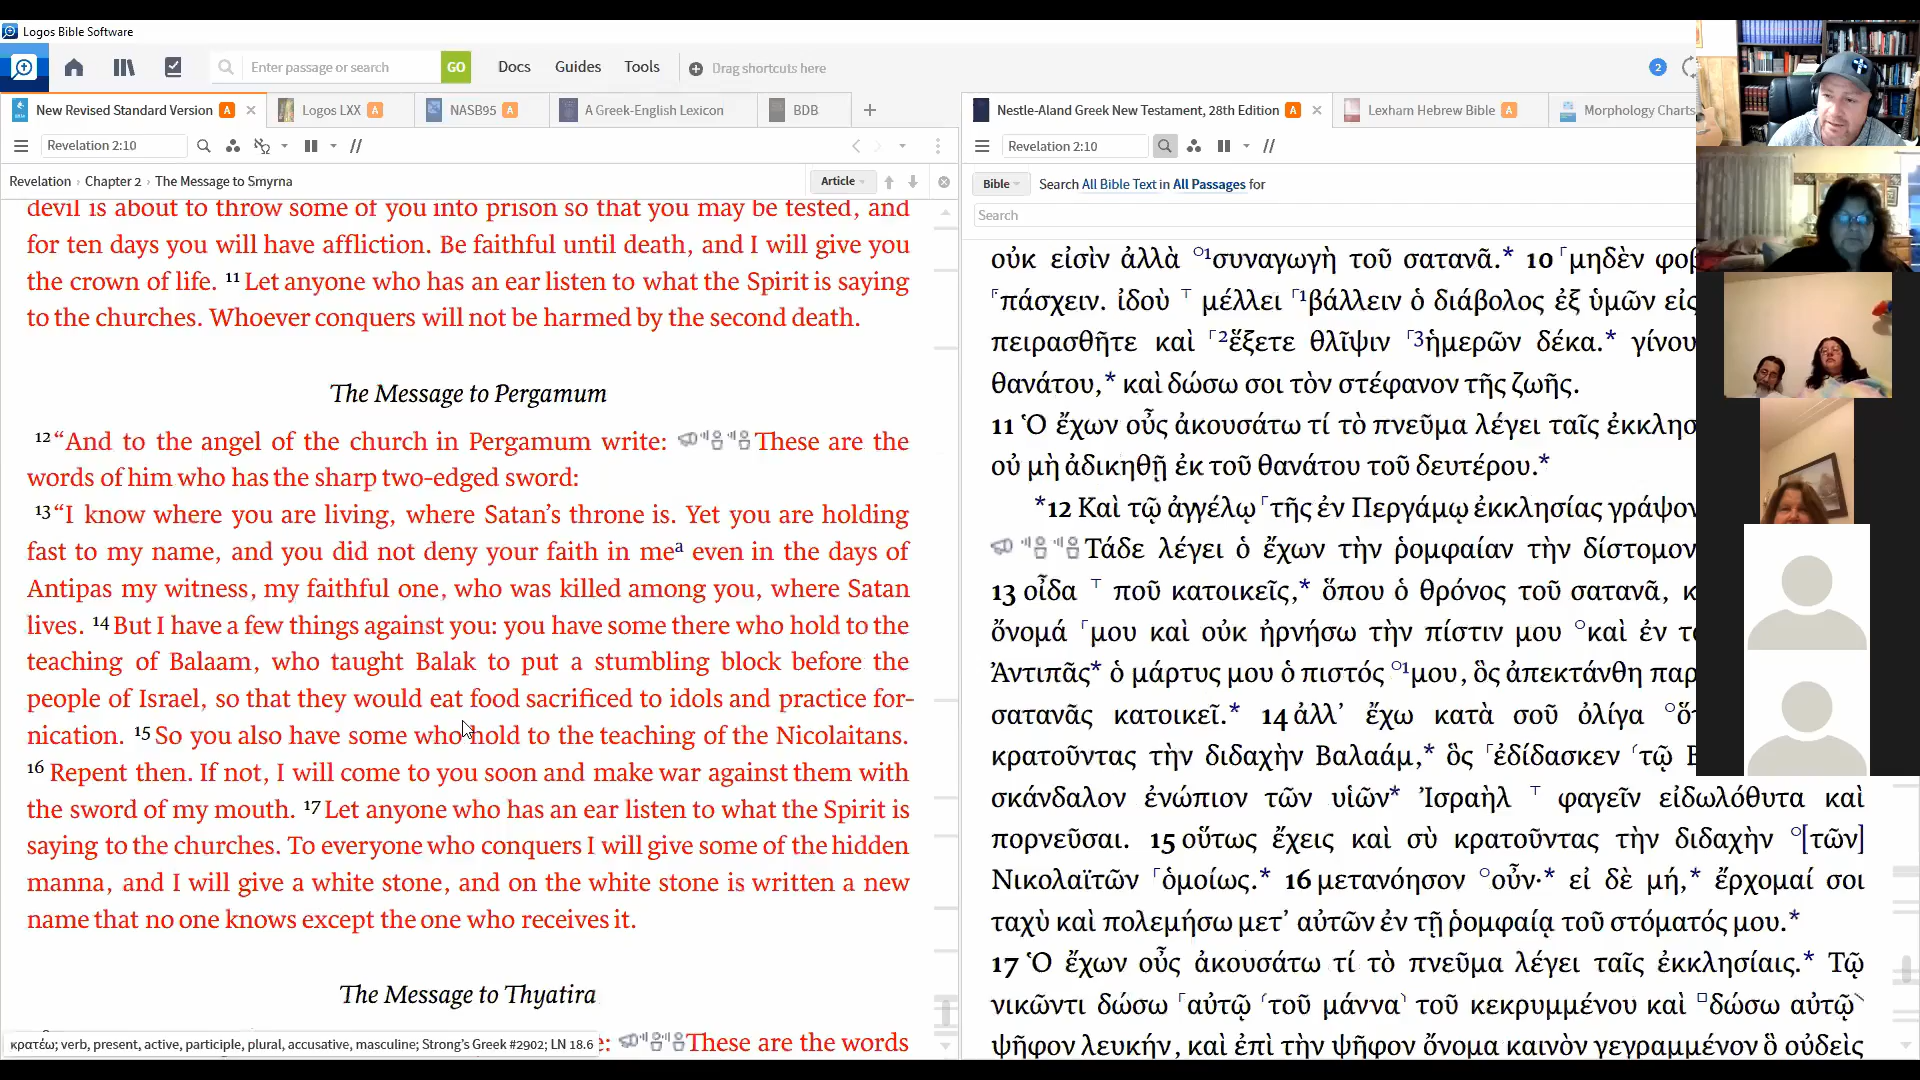 Logos Bible Software
Enter passage or search
GO
Docs
Guides
Tools
Drag shortcuts here
2
New Revised Standard Version A
Logos LXX A
NASB95 A
A Greek-English Lexicon
BDB
Revelation 2:10
Revelation › Chapter 2 › The Message to Smyrna
Article
devil is about to throw some of you into prison so that you may be tested, and
for ten days you will have affliction. Be faithful until death, and I will give you
the crown of life. 11 Let anyone who has an ear listen to what the Spirit is saying
to the churches. Whoever conquers will not be harmed by the second death.
The Message to Pergamum
12 “And to the angel of the church in Pergamum write: These are the
words of him who has the sharp two-edged sword:
13 “I know where you are living, where Satan’s throne is. Yet you are holding
fast to my name, and you did not deny your faith in me a even in the days of
Antipas my witness, my faithful one, who was killed among you, where Satan
lives. 14 But I have a few things against you: you have some there who hold to the
teaching of Balaam, who taught Balak to put a stumbling block before the
people of Israel, so that they would eat food sacrificed to idols and practice for-
nication. 15 So you also have some who hold to the teaching of the Nicolaitans.
16 Repent then. If not, I will come to you soon and make war against them with
the sword of my mouth. 17 Let anyone who has an ear listen to what the Spirit is
saying to the churches. To everyone who conquers I will give some of the hidden
manna, and I will give a white stone, and on the white stone is written a new
name that no one knows except the one who receives it.
The Message to Thyatira
These are the words
κρατέω; verb, present, active, participle, plural, accusative, masculine; Strong’s Greek #2902; LN 18.6
Nestle-Aland Greek New Testament, 28th Edition A
Lexham Hebrew Bible A
Morphology Charts
Revelation 2:10
Bible
Search All Bible Text in All Passages for
Search
οὐκ εἰσὶν ἀλλὰ ⸰1συναγωγὴ τοῦ σατανᾶ.* 10 ⸀μηδὲν φοβ
⸀πάσχειν. ἰδοὺ ⸆ μέλλει ⸀1βάλλειν ὁ διάβολος ἐξ ὑμῶν εἰς
πειρασθῆτε καὶ ⸀2ἕξετε θλῖψιν ⸀3ἡμερῶν δέκα.* γίνου
θανάτου,* καὶ δώσω σοι τὸν στέφανον τῆς ζωῆς.
11 Ὁ ἔχων οὖς ἀκουσάτω τί τὸ πνεῦμα λέγει ταῖς ἐκκλησ
οὐ μὴ ἀδικηθῇ ἐκ τοῦ θανάτου τοῦ δευτέρου.*
*12 Καὶ τῷ ἀγγέλῳ ⸀τῆς ἐν Περγάμῳ ἐκκλησίας γράψον
Τάδε λέγει ὁ ἔχων τὴν ῥομφαίαν τὴν δίστομον
13 οἶδα ⸆ ποῦ κατοικεῖς,* ὅπου ὁ θρόνος τοῦ σατανᾶ, κ
ὄνομά ⸀μου καὶ οὐκ ἠρνήσω τὴν πίστιν μου ⸰καὶ ἐν τ
Ἀντιπᾶς* ὁ μάρτυς μου ὁ πιστός ⸰1μου, ὃς ἀπεκτάνθη παρ
σατανᾶς κατοικεῖ.* 14 ἀλλ’ ἔχω κατὰ σοῦ ὀλίγα ⸰ὅτ
κρατοῦντας τὴν διδαχὴν Βαλαάμ,* ὃς ⸀ἐδίδασκεν ⸂τῷ Β
σκάνδαλον ἐνώπιον τῶν υἱῶν* Ἰσραὴλ ⸆ φαγεῖν εἰδωλόθυτα καὶ
πορνεῦσαι. 15 οὕτως ἔχεις καὶ σὺ κρατοῦντας τὴν διδαχὴν ⸰[τῶν]
Νικολαϊτῶν ⸀ὁμοίως.* 16 μετανόησον ⸰οὖν·* εἰ δὲ μή,* ἔρχομαί σοι
ταχὺ καὶ πολεμήσω μετ’ αὐτῶν ἐν τῇ ῥομφαίᾳ τοῦ στόματός μου.*
17 Ὁ ἔχων οὖς ἀκουσάτω τί τὸ πνεῦμα λέγει ταῖς ἐκκλησίαις.* Τῷ
νικῶντι δώσω ⸀αὐτῷ ⸂τοῦ μάννα⸃ τοῦ κεκρυμμένου καὶ ⸋δώσω αὐτῷ⸌
ψῆφον λευκήν, καὶ ἐπὶ τὴν ψῆφον ὄνομα καινὸν γεγραμμένον ὃ οὐδεὶς